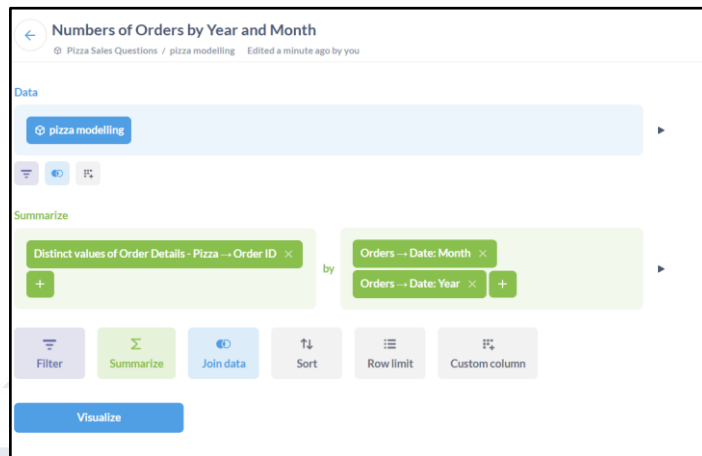 Numbers of Orders by Year and Month
Pizza Sales Questions / pizza modelling Edited a minute ago by you
Data
pizza modelling
Summarize
Distinct values of Order Details - Pizza → Order ID ×
+
by
Orders → Date: Month ×
Orders → Date: Year × +
Filter Summarize Join data Sort Row limit Custom column
Visualize